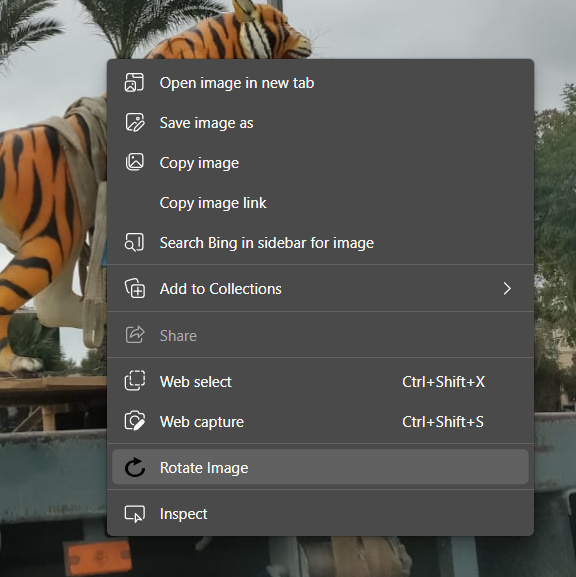 Open image in new tab
Save image as
Copy image
Copy image link
Search Bing in sidebar for image
Add to Collections
Share
Web select Ctrl+Shift+X
Web capture Ctrl+Shift+S
Rotate Image
Inspect